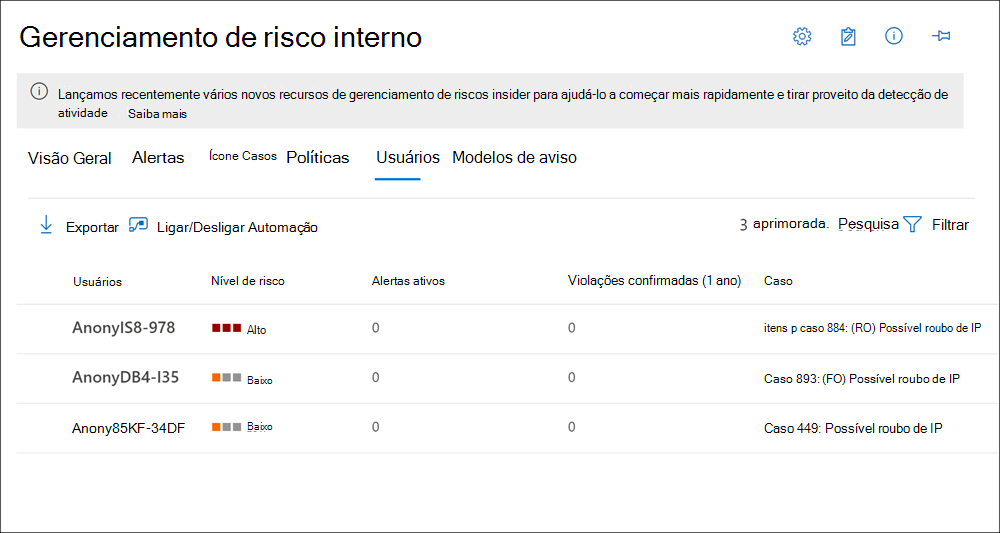 Gerenciamento de risco interno
Lançamos recentemente vários novos recursos de gerenciamento de riscos insider para ajudá-lo a começar mais rapidamente e tirar proveito da detecção de
atividade Saiba mais
Visão Geral Alertas Ícone Casos Políticas Usuários Modelos de aviso
Exportar Ligar/Desligar Automação 3 aprimorada. Pesquisa Filtrar
Usuários Nível de risco Alertas ativos Violações confirmadas (1 ano) Caso
AnonyIS8-978 Alto 0 0 itens p caso 884: (RO) Possível roubo de IP
AnonyDB4-I35 Baixo 0 0 Caso 893: (FO) Possível roubo de IP
Anony85KF-34DF Baixo 0 0 Caso 449: Possível roubo de IP